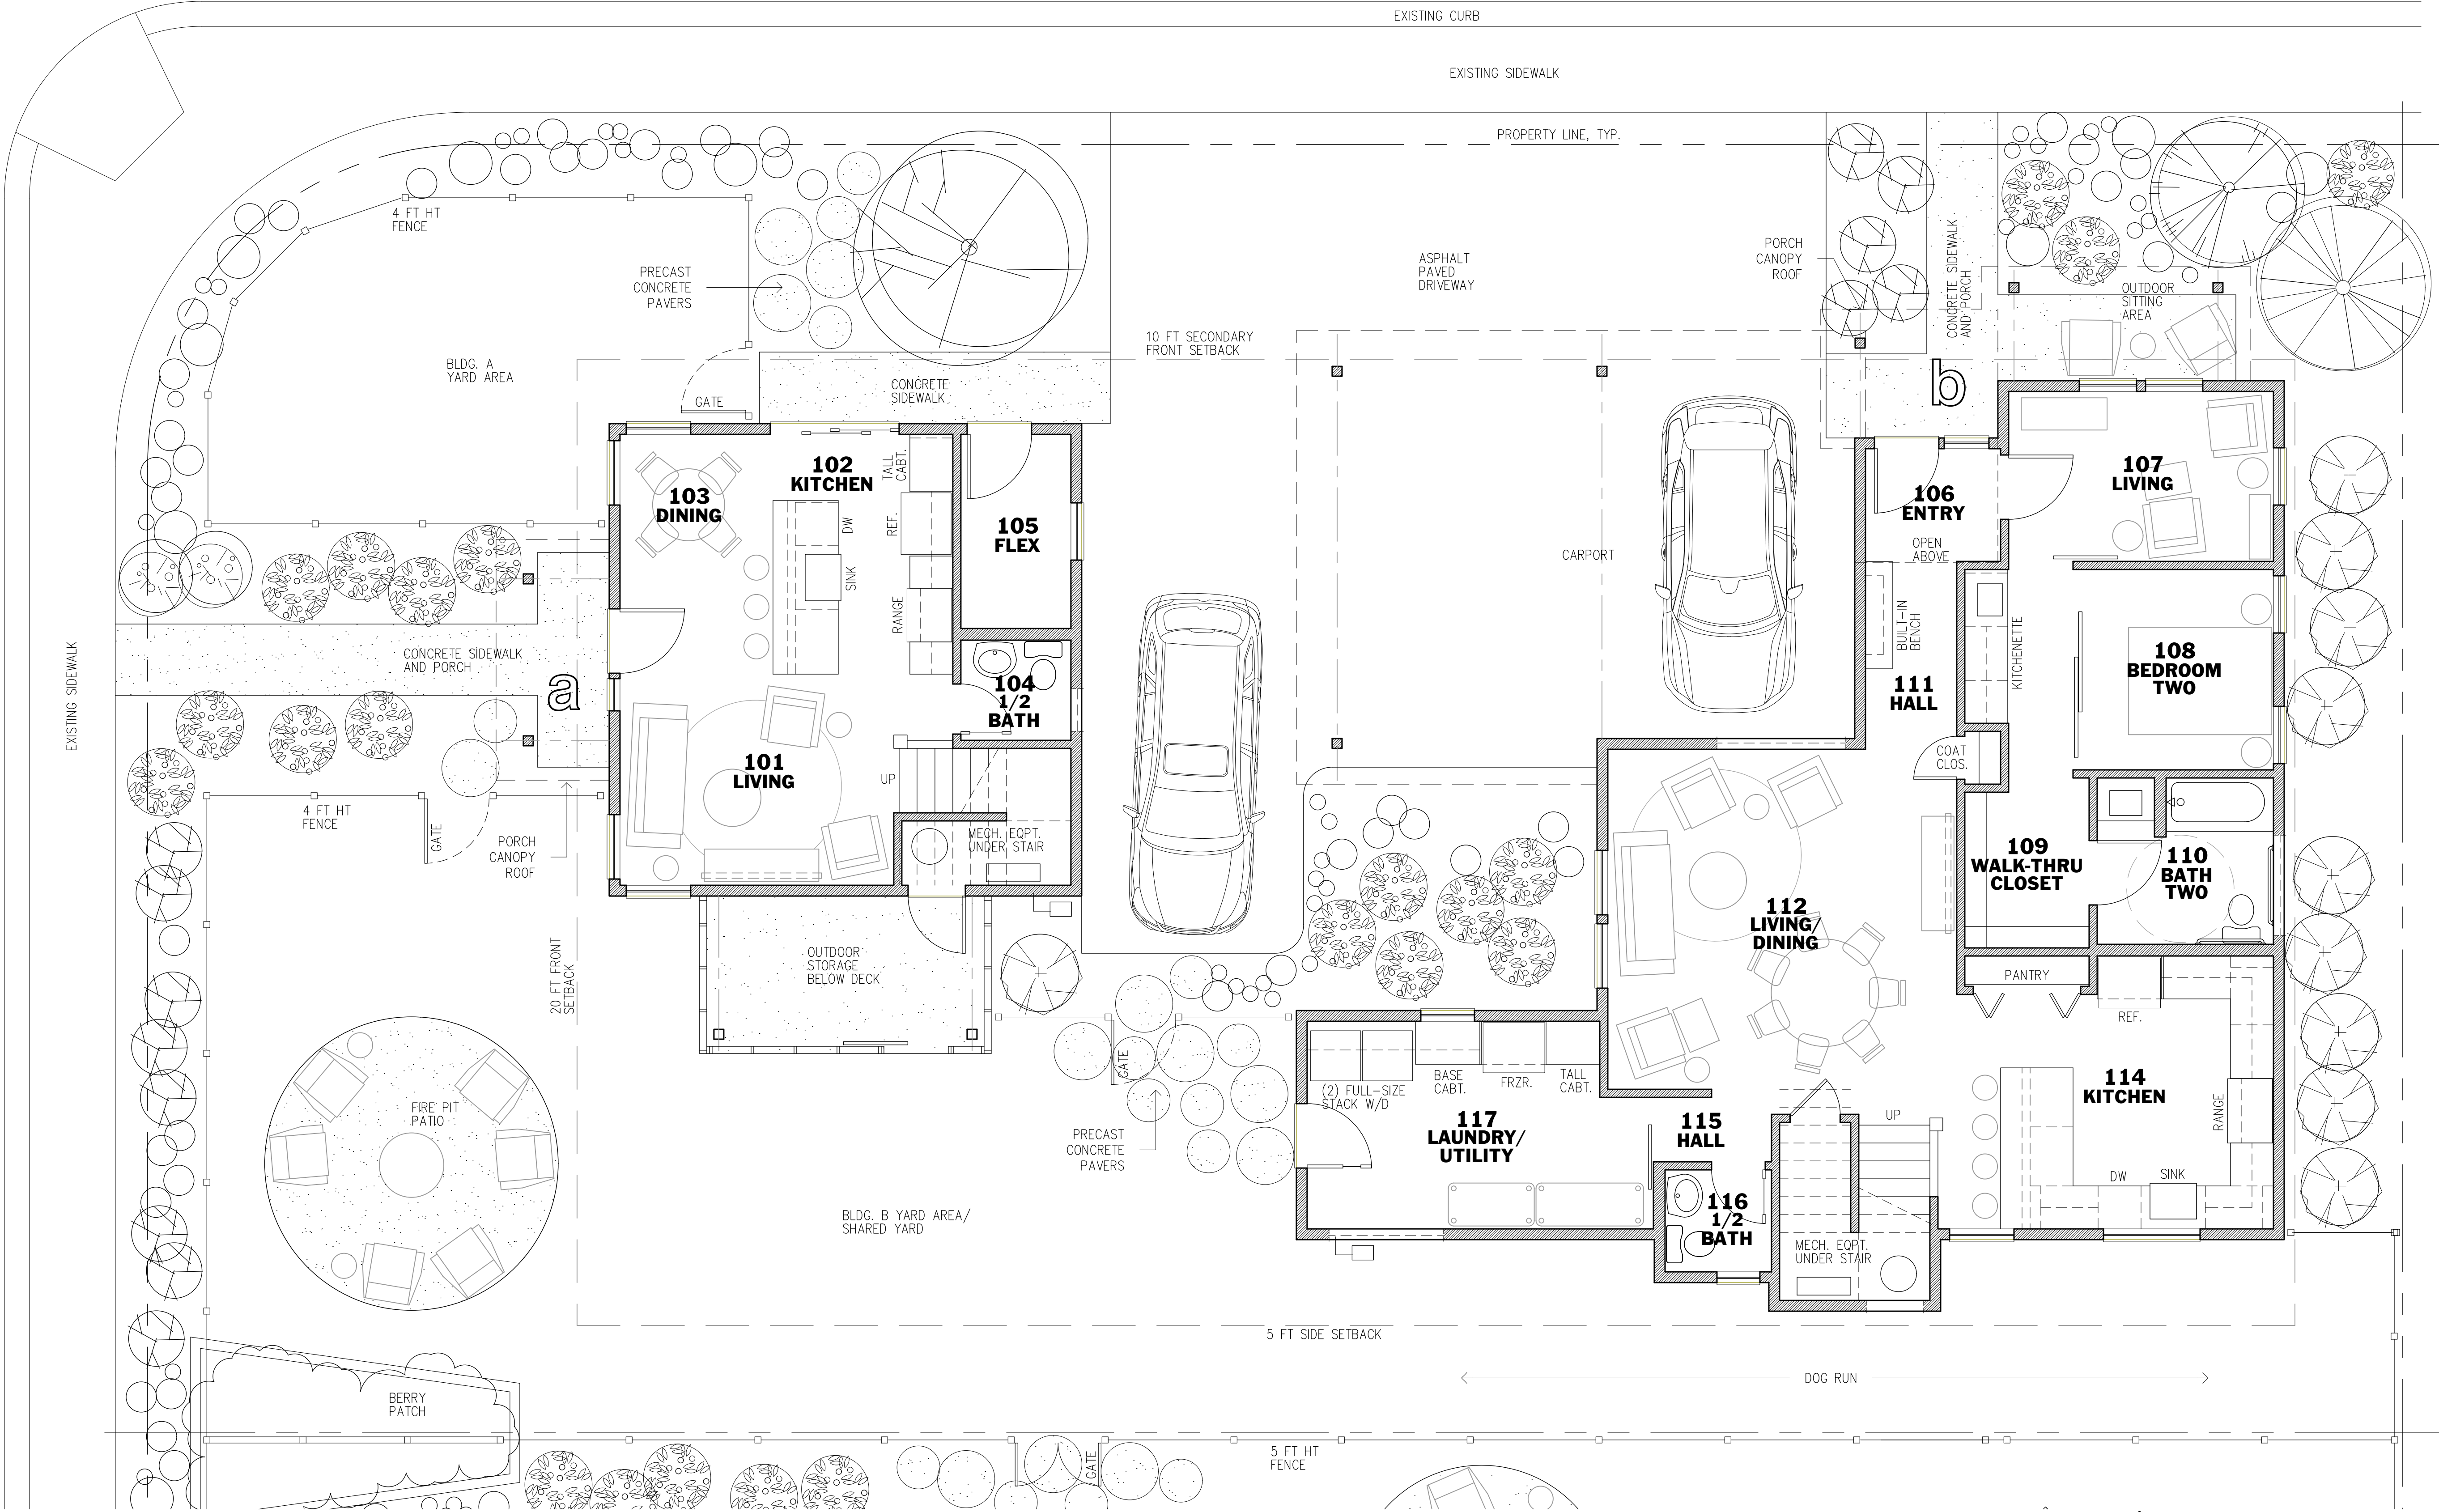 EXISTING CURB
EXISTING SIDEWALK
PROPERTY LINE, TYP.
4 FT HT
FENCE
PRECAST
CONCRETE
PAVERS
ASPHALT
PAVED
DRIVEWAY
PORCH
CANOPY
ROOF
CONCRETE SIDEWALK
AND PORCH
OUTDOOR
SITTING
AREA
10 FT SECONDARY
FRONT SETBACK
BLDG. A
YARD AREA
CONCRETE
SIDEWALK
GATE
b
102
KITCHEN
TALL
CABT.
103
DINING
DW
REF.
105
FLEX
107
LIVING
106
ENTRY
OPEN
ABOVE
CARPORT
SINK
RANGE
BUILT-IN
BENCH
KITCHENETTE
EXISTING SIDEWALK
CONCRETE SIDEWALK
AND PORCH
a
104
1/2
BATH
108
BEDROOM
TWO
111
HALL
101
LIVING
UP
COAT
CLOS.
4 FT HT
FENCE
GATE
PORCH
CANOPY
ROOF
MECH. EQPT.
UNDER STAIR
109
WALK-THRU
CLOSET
110
BATH
TWO
112
LIVING/
DINING
20 FT FRONT
SETBACK
OUTDOOR
STORAGE
BELOW DECK
PANTRY
REF.
GATE
BASE
CABT.
FRZR.
TALL
CABT.
(2) FULL-SIZE
STACK W/D
114
KITCHEN
RANGE
FIRE PIT
PATIO
PRECAST
CONCRETE
PAVERS
117
LAUNDRY/
UTILITY
115
HALL
UP
DW
SINK
116
1/2
BATH
BLDG. B YARD AREA/
SHARED YARD
MECH. EQPT.
UNDER STAIR
5 FT SIDE SETBACK
DOG RUN
BERRY
PATCH
GATE
5 FT HT
FENCE